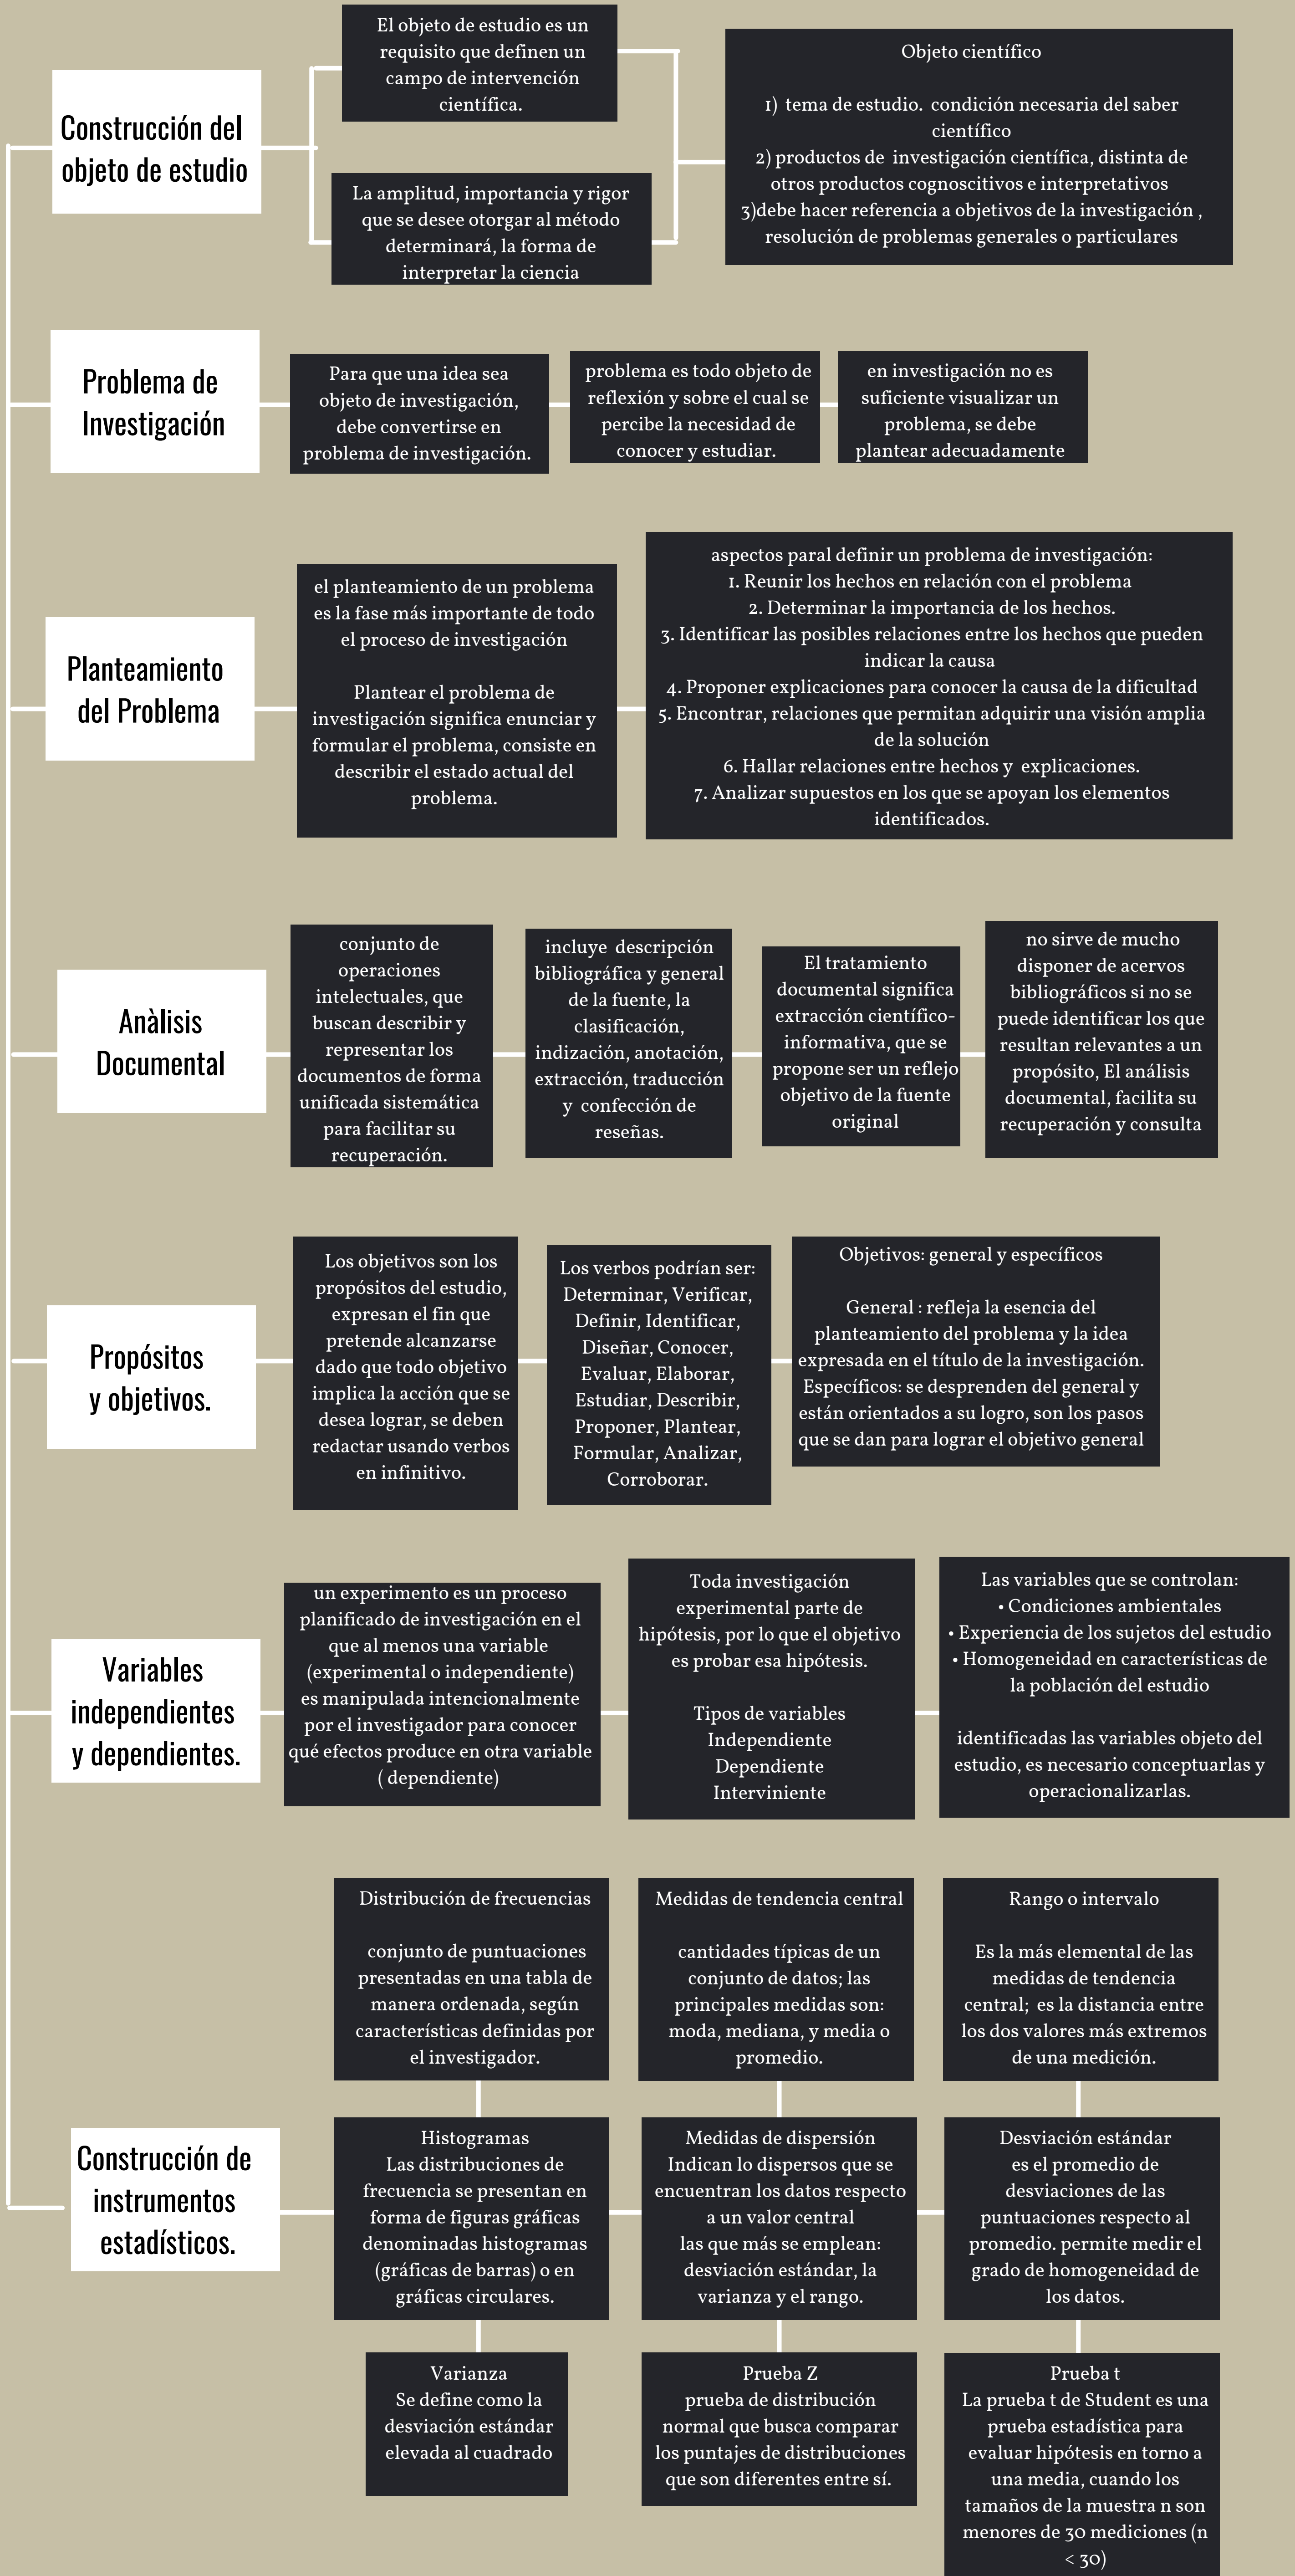 Construcción del
objeto de estudio
El objeto de estudio es un
requisito que definen un
campo de intervención
científica.
La amplitud, importancia y rigor
que se desee otorgar al método
determinará, la forma de
interpretar la ciencia
Objeto científico
1) tema de estudio. condición necesaria del saber
científico
2) productos de investigación científica, distinta de
otros productos cognoscitivos e interpretativos
3)debe hacer referencia a objetivos de la investigación ,
resolución de problemas generales o particulares
Problema de
Investigación
Para que una idea sea
objeto de investigación,
debe convertirse en
problema de investigación.
problema es todo objeto de
reflexión y sobre el cual se
percibe la necesidad de
conocer y estudiar.
en investigación no es
suficiente visualizar un
problema, se debe
plantear adecuadamente
Planteamiento
del Problema
el planteamiento de un problema
es la fase más importante de todo
el proceso de investigación
Plantear el problema de
investigación significa enunciar y
formular el problema, consiste en
describir el estado actual del
problema.
aspectos paral definir un problema de investigación:
1. Reunir los hechos en relación con el problema
2. Determinar la importancia de los hechos.
3. Identificar las posibles relaciones entre los hechos que pueden
indicar la causa
4. Proponer explicaciones para conocer la causa de la dificultad
5. Encontrar, relaciones que permitan adquirir una visión amplia
de la solución
6. Hallar relaciones entre hechos y explicaciones.
7. Analizar supuestos en los que se apoyan los elementos
identificados.
Anàlisis
Documental
conjunto de
operaciones
intelectuales, que
buscan describir y
representar los
documentos de forma
unificada sistemática
para facilitar su
recuperación.
incluye descripción
bibliográfica y general
de la fuente, la
clasificación,
indización, anotación,
extracción, traducción
y confección de
reseñas.
El tratamiento
documental significa
extracción científico-
informativa, que se
propone ser un reflejo
objetivo de la fuente
original
no sirve de mucho
disponer de acervos
bibliográficos si no se
puede identificar los que
resultan relevantes a un
propósito, El análisis
documental, facilita su
recuperación y consulta
Propósitos
y objetivos.
Los objetivos son los
propósitos del estudio,
expresan el fin que
pretende alcanzarse
dado que todo objetivo
implica la acción que se
desea lograr, se deben
redactar usando verbos
en infinitivo.
Los verbos podrían ser:
Determinar, Verificar,
Definir, Identificar,
Diseñar, Conocer,
Evaluar, Elaborar,
Estudiar, Describir,
Proponer, Plantear,
Formular, Analizar,
Corroborar.
Objetivos: general y específicos
General : refleja la esencia del
planteamiento del problema y la idea
expresada en el título de la investigación.
Específicos: se desprenden del general y
están orientados a su logro, son los pasos
que se dan para lograr el objetivo general
Variables
independientes
y dependientes.
un experimento es un proceso
planificado de investigación en el
que al menos una variable
(experimental o independiente)
es manipulada intencionalmente
por el investigador para conocer
qué efectos produce en otra variable
( dependiente)
Toda investigación
experimental parte de
hipótesis, por lo que el objetivo
es probar esa hipótesis.
Tipos de variables
Independiente
Dependiente
Interviniente
Las variables que se controlan:
• Condiciones ambientales
• Experiencia de los sujetos del estudio
• Homogeneidad en características de
la población del estudio
identificadas las variables objeto del
estudio, es necesario conceptuarlas y
operacionalizarlas.
Construcción de
instrumentos
estadísticos.
Distribución de frecuencias
conjunto de puntuaciones
presentadas en una tabla de
manera ordenada, según
características definidas por
el investigador.
Medidas de tendencia central
cantidades típicas de un
conjunto de datos; las
principales medidas son:
moda, mediana, y media o
promedio.
Rango o intervalo
Es la más elemental de las
medidas de tendencia
central; es la distancia entre
los dos valores más extremos
de una medición.
Histogramas
Las distribuciones de
frecuencia se presentan en
forma de figuras gráficas
denominadas histogramas
(gráficas de barras) o en
gráficas circulares.
Medidas de dispersión
Indican lo dispersos que se
encuentran los datos respecto
a un valor central
las que más se emplean:
desviación estándar, la
varianza y el rango.
Desviación estándar
es el promedio de
desviaciones de las
puntuaciones respecto al
promedio. permite medir el
grado de homogeneidad de
los datos.
Varianza
Se define como la
desviación estándar
elevada al cuadrado
Prueba Z
prueba de distribución
normal que busca comparar
los puntajes de distribuciones
que son diferentes entre sí.
Prueba t
La prueba t de Student es una
prueba estadística para
evaluar hipótesis en torno a
una media, cuando los
tamaños de la muestra n son
menores de 30 mediciones (n
< 30)